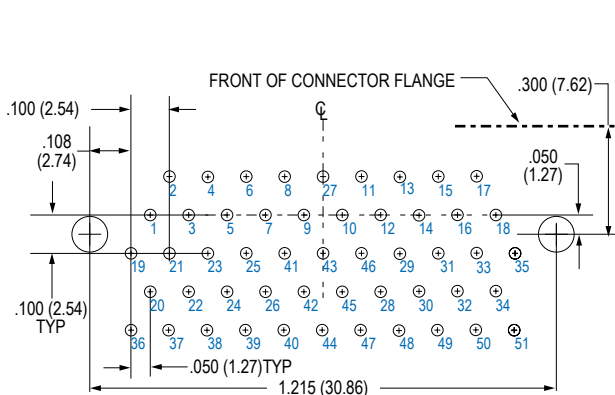 FRONT OF CONNECTOR FLANGE
.300 (7.62)
.100 (2.54)
.108
(2.74)
℄
.050
(1.27)
2 4 6 8 27 11 13 15 17
1 3 5 7 9 10 12 14 16 18
19 21 23 25 41 43 46 29 31 33 35
.100 (2.54)
TYP
20 22 24 26 42 45 28 30 32 34
36 37 38 39 40 44 47 48 49 50 51
.050 (1.27)TYP
1.215 (30.86)